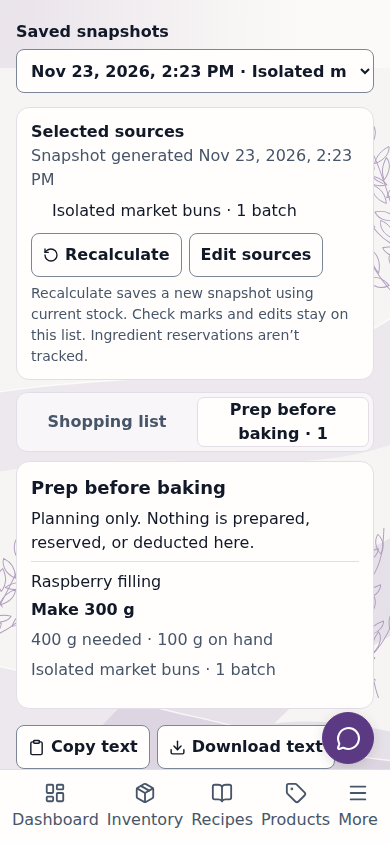 Saved snapshots
Nov 23, 2026, 2:23 PM · Isolated m
Selected sources
Snapshot generated Nov 23, 2026, 2:23
PM
Isolated market buns · 1 batch
Recalculate
Edit sources
Recalculate saves a new snapshot using
current stock. Check marks and edits stay on
this list. Ingredient reservations aren’t
tracked.
Shopping list
Prep before
baking · 1
Prep before baking
Planning only. Nothing is prepared,
reserved, or deducted here.
Raspberry filling
Make 300 g
400 g needed · 100 g on hand
Isolated market buns · 1 batch
Copy text
Download text
Dashboard
Inventory
Recipes
Products
More